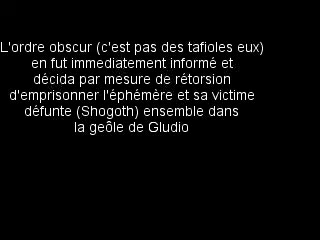 L'ordre obscur (c'est pas des tafioles eux)
en fut immediatement informé et
décida par mesure de rétorsion
d'emprisonner l'éphémère et sa victime
défunte (Shogoth) ensemble dans
la geôle de Gludio